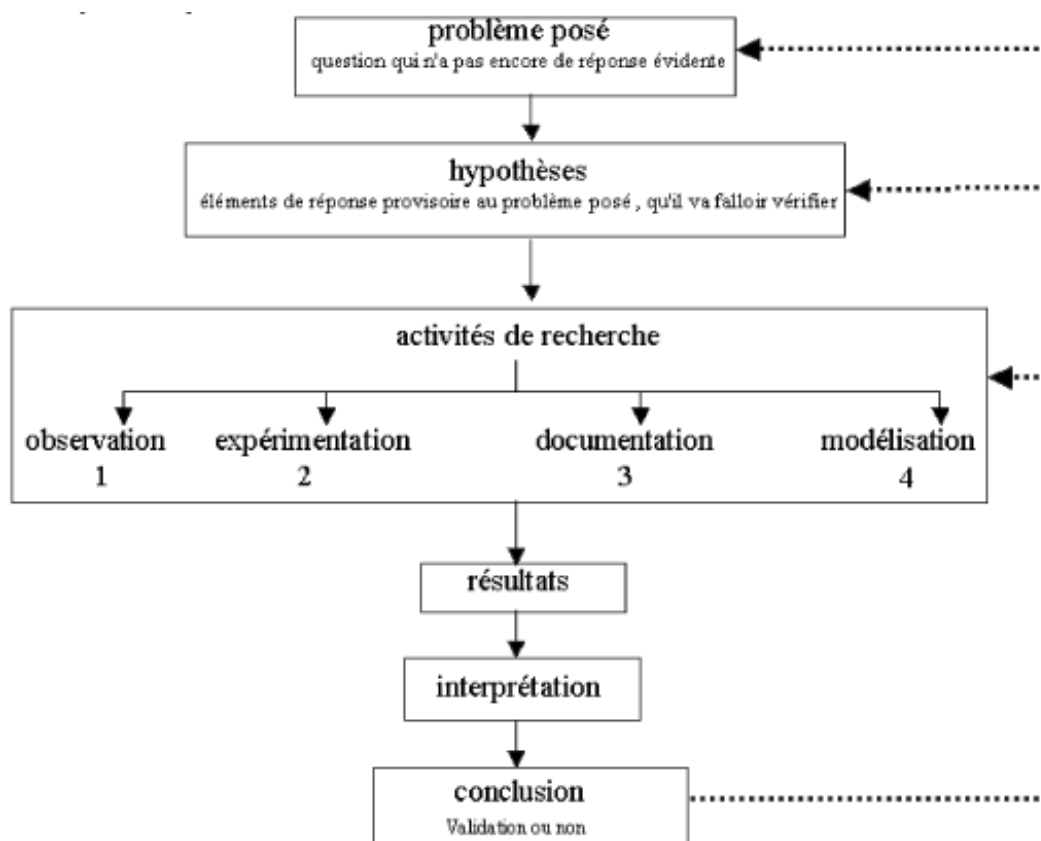 problème posé
question qui n'a pas encore de réponse évidente
hypothèses
éléments de réponse provisoire au problème posé , qu'il va falloir vérifier
activités de recherche
observation expérimentation documentation modélisation
1 2 3 4
résultats
interprétation
conclusion
Validation ou non